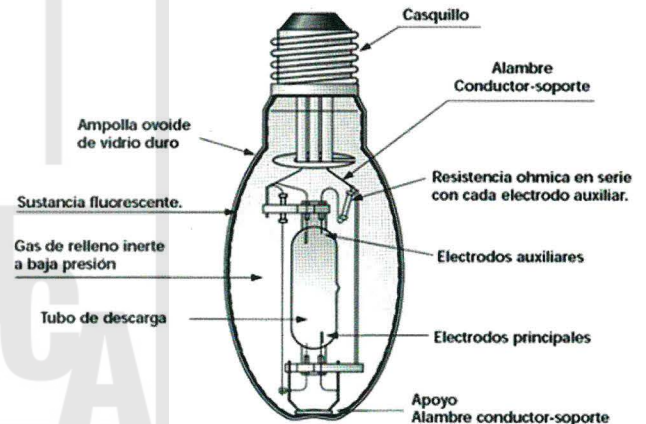 Casquillo
Alambre
Conductor-soporte
Ampolla ovoide
de vidrio duro
Resistencia ohmica en serie
con cada electrodo auxiliar.
Sustancia fluorescente.
Gas de relleno inerte
a baja presión
Electrodos auxiliares
Tubo de descarga
Electrodos principales
Apoyo
Alambre conductor-soporte
CA